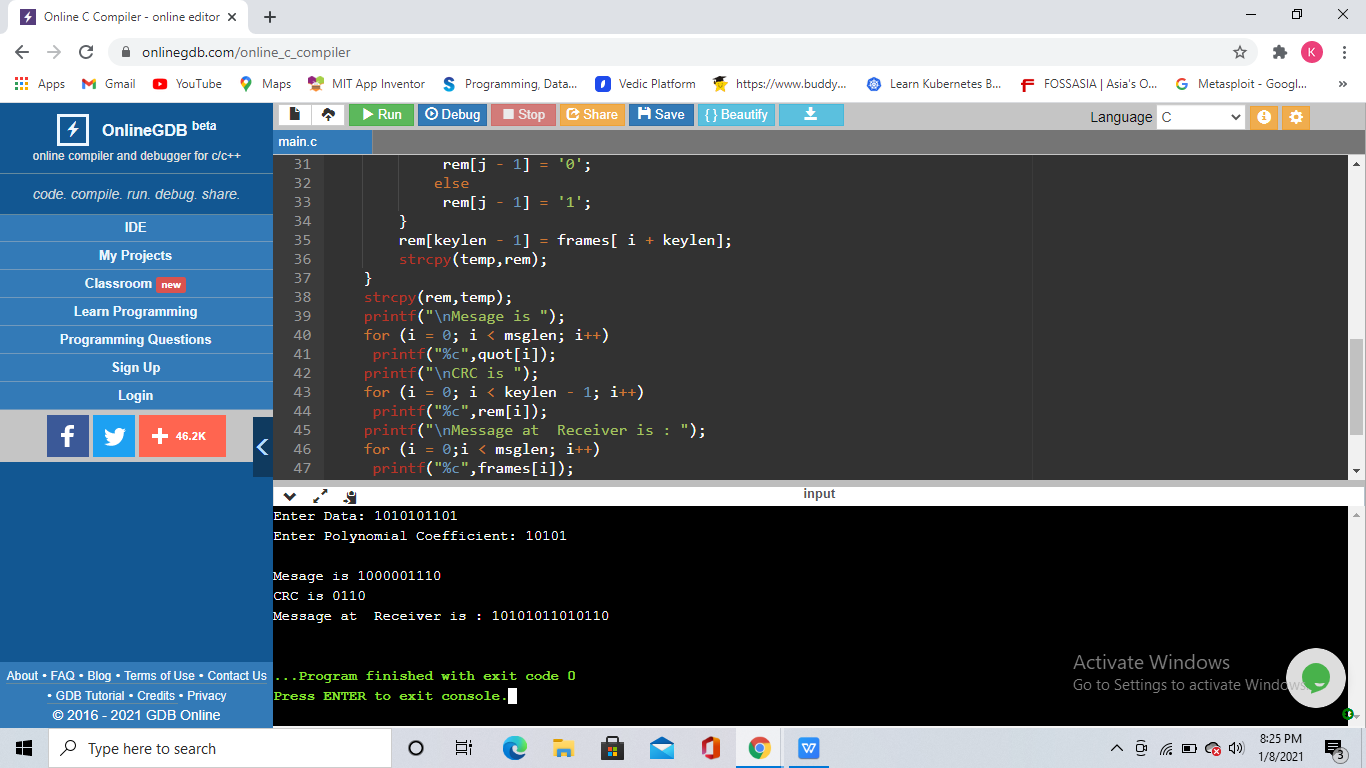 Online C Compiler - online editor
onlinegdb.com/online_c_compiler
K
Apps Gmail YouTube Maps MIT App Inventor Programming, Data... Vedic Platform https://www.buddy... Learn Kubernetes B... FOSSASIA | Asia's O... Metasploit - Googl... »
OnlineGDB beta
online compiler and debugger for c/c++
code. compile. run. debug. share.
IDE
My Projects
Classroom new
Learn Programming
Programming Questions
Sign Up
Login
46.2K
About • FAQ • Blog • Terms of Use • Contact Us
• GDB Tutorial • Credits • Privacy
© 2016 - 2021 GDB Online
Run Debug Stop Share Save { } Beautify
Language C
main.c
31 rem[j - 1] = '0';
32 else
33 rem[j - 1] = '1';
34 }
35 rem[keylen - 1] = frames[ i + keylen];
36 strcpy(temp,rem);
37 }
38 strcpy(rem,temp);
39 printf("\nMesage is ");
40 for (i = 0; i < msglen; i++)
41 printf("%c",quot[i]);
42 printf("\nCRC is ");
43 for (i = 0; i < keylen - 1; i++)
44 printf("%c",rem[i]);
45 printf("\nMessage at  Receiver is : ");
46 for (i = 0;i < msglen; i++)
47 printf("%c",frames[i]);
input
Enter Data: 1010101101
Enter Polynomial Coefficient: 10101
Mesage is 1000001110
CRC is 0110
Message at  Receiver is : 10101011010110
...Program finished with exit code 0
Press ENTER to exit console.
Activate Windows
Go to Settings to activate Windows.
Type here to search
W
8:25 PM
1/8/2021
3